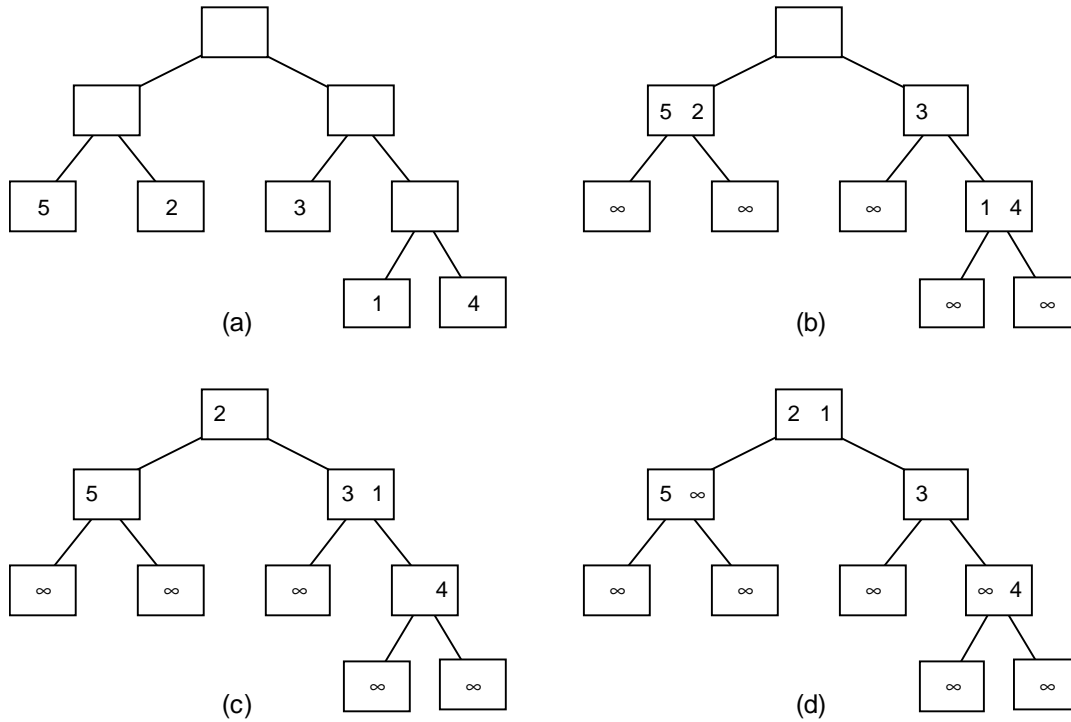 5 2 3
1 4
(a)
5 2 3
∞ ∞ ∞ 1 4
∞ ∞
(b)
2
5 3 1
∞ ∞ ∞ 4
∞ ∞
(c)
2 1
5 ∞ 3
∞ ∞ ∞ ∞ 4
∞ ∞
(d)